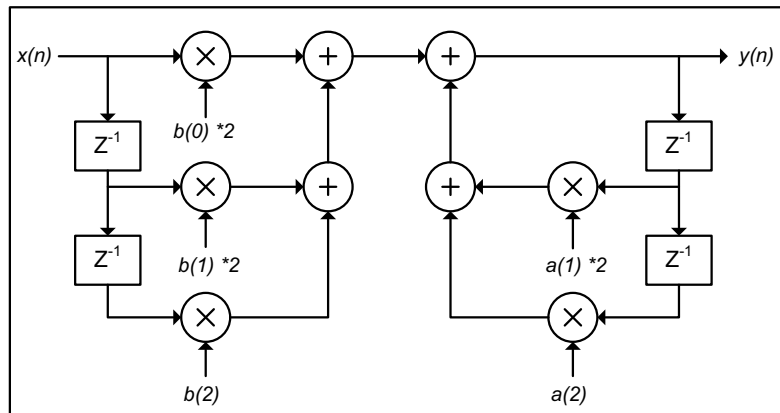 x(n)
y(n)
Z⁻¹
b(0) *2
Z⁻¹
Z⁻¹
b(1) *2
a(1) *2
Z⁻¹
b(2)
a(2)